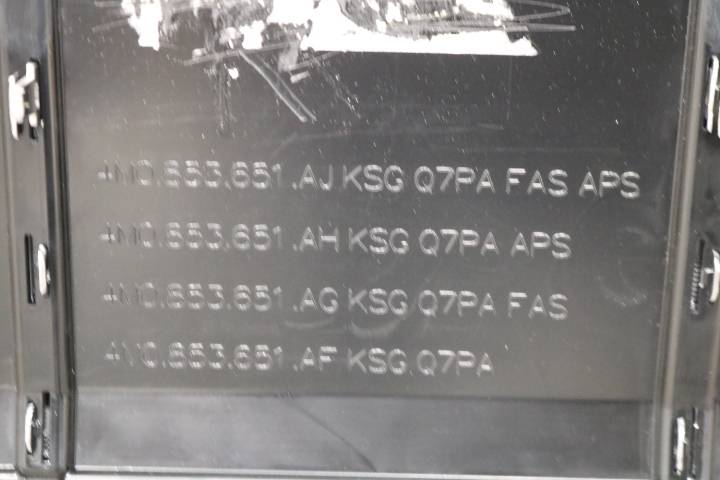 4M0.853.651.AJ KSG Q7PA FAS APS
4M0.853.651.AH KSG Q7PA APS
4M0.853.651.AG KSG Q7PA FAS
4M0.853.651.AF KSG Q7PA